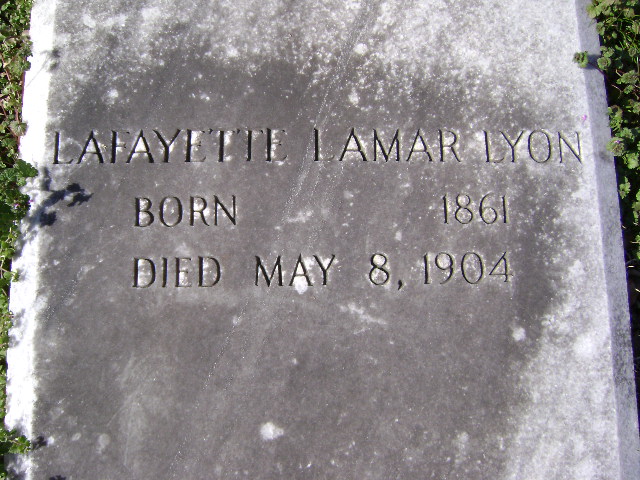 LAFAYETTE LAMAR LYON
BORN 1861
DIED MAY 8, 1904